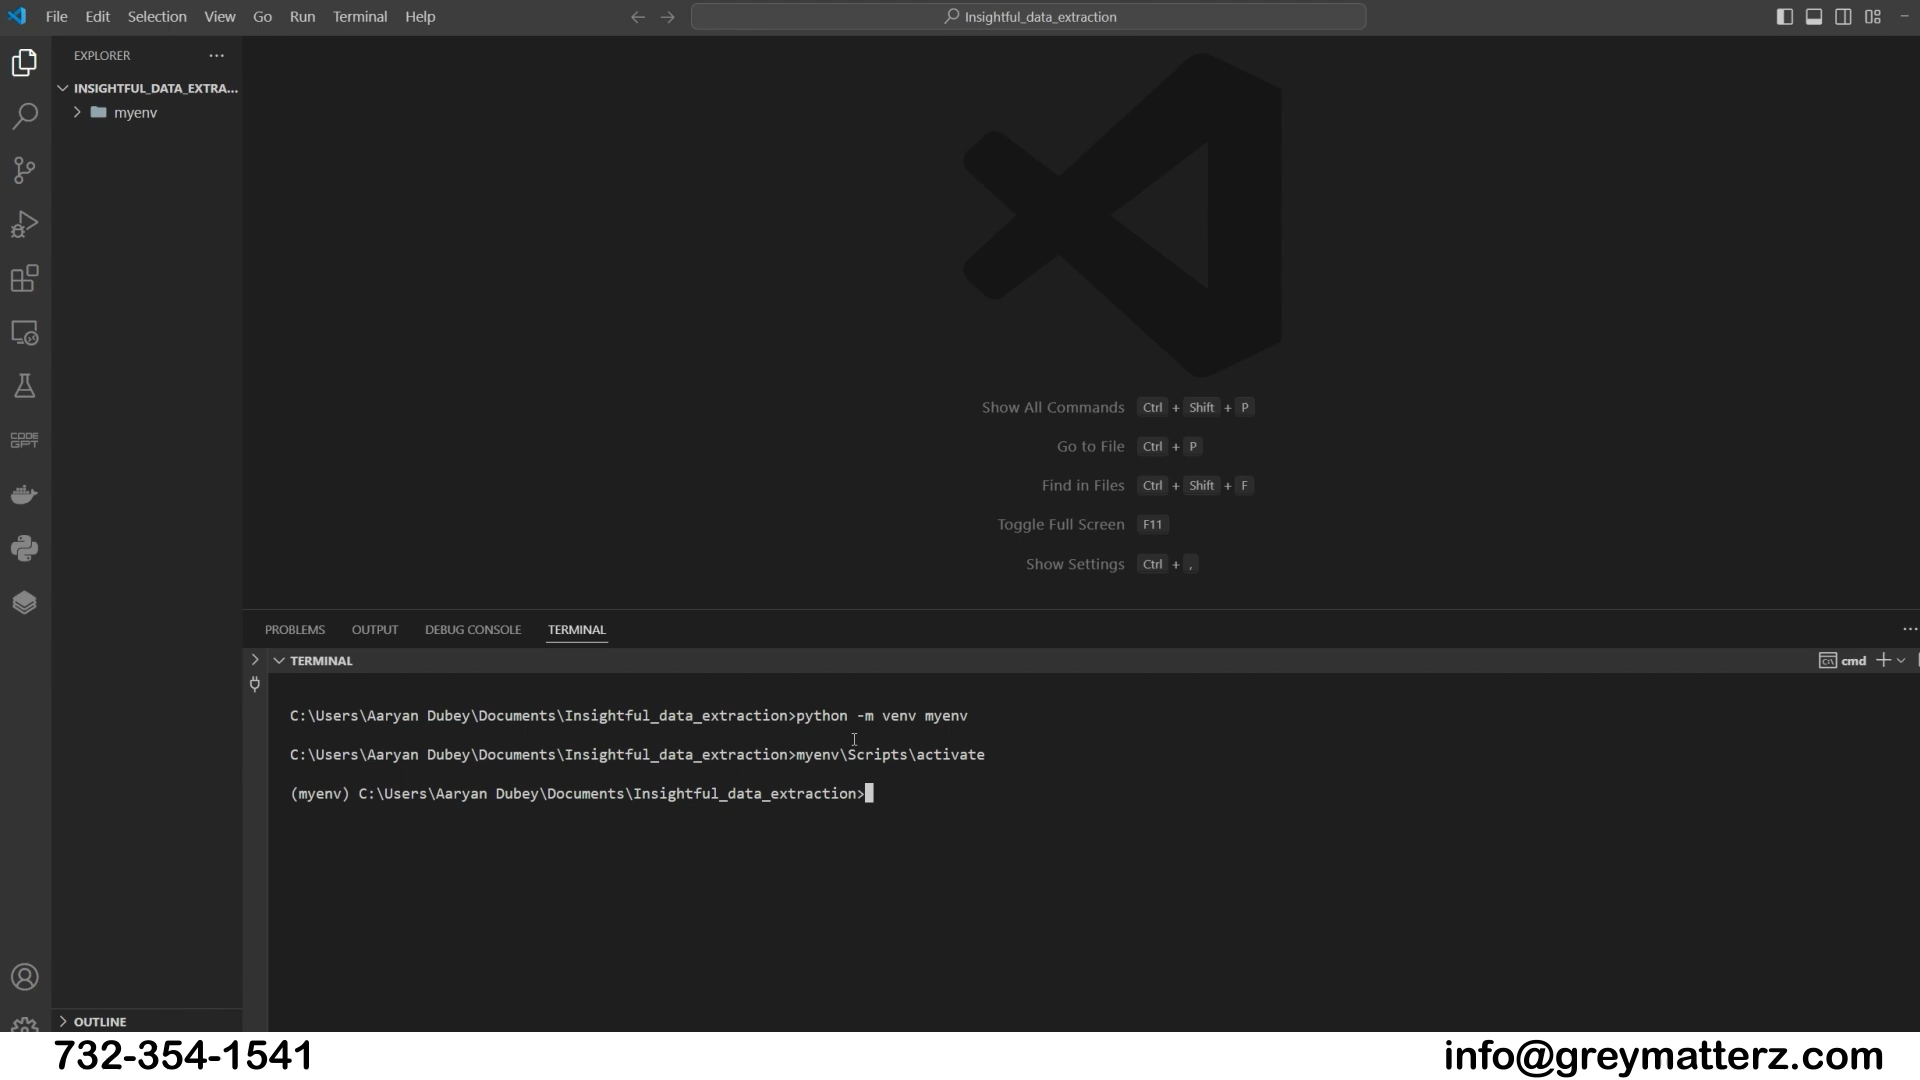 File Edit Selection View Go Run Terminal Help
Insightful_data_extraction
EXPLORER
INSIGHTFUL_DATA_EXTRA...
myenv
CODE
GPT
Show All Commands Ctrl + Shift + P
Go to File Ctrl + P
Find in Files Ctrl + Shift + F
Toggle Full Screen F11
Show Settings Ctrl + ,
PROBLEMS OUTPUT DEBUG CONSOLE TERMINAL
TERMINAL
cmd
C:\Users\Aaryan Dubey\Documents\Insightful_data_extraction>python -m venv myenv
C:\Users\Aaryan Dubey\Documents\Insightful_data_extraction>myenv\Scripts\activate
(myenv) C:\Users\Aaryan Dubey\Documents\Insightful_data_extraction>
OUTLINE
732-354-1541
info@greymatterz.com